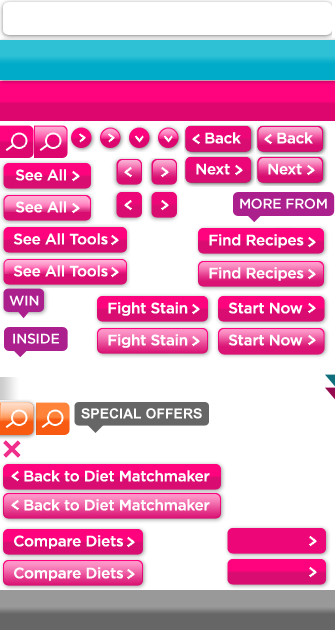 < Back
< Back
Next >
Next >
See All >
See All >
< >
< >
MORE FROM
See All Tools >
See All Tools >
Find Recipes >
Find Recipes >
WIN
Fight Stain >
Start Now >
INSIDE
Fight Stain >
Start Now >
SPECIAL OFFERS
< Back to Diet Matchmaker
< Back to Diet Matchmaker
Compare Diets >
>
Compare Diets >
>